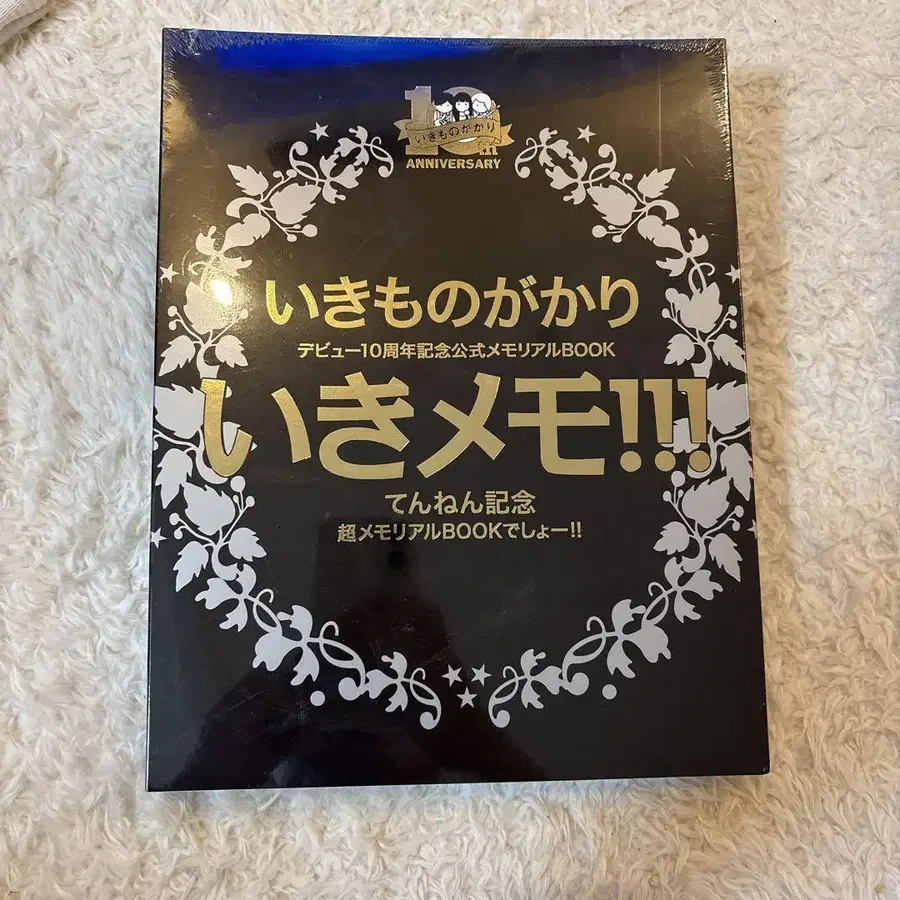 10th
いきものがかり
ANNIVERSARY
いきものがかり
デビュー10周年記念公式メモリアルBOOK
いきメモ!!!
てんねん記念
超メモリアルBOOKでしょー!!